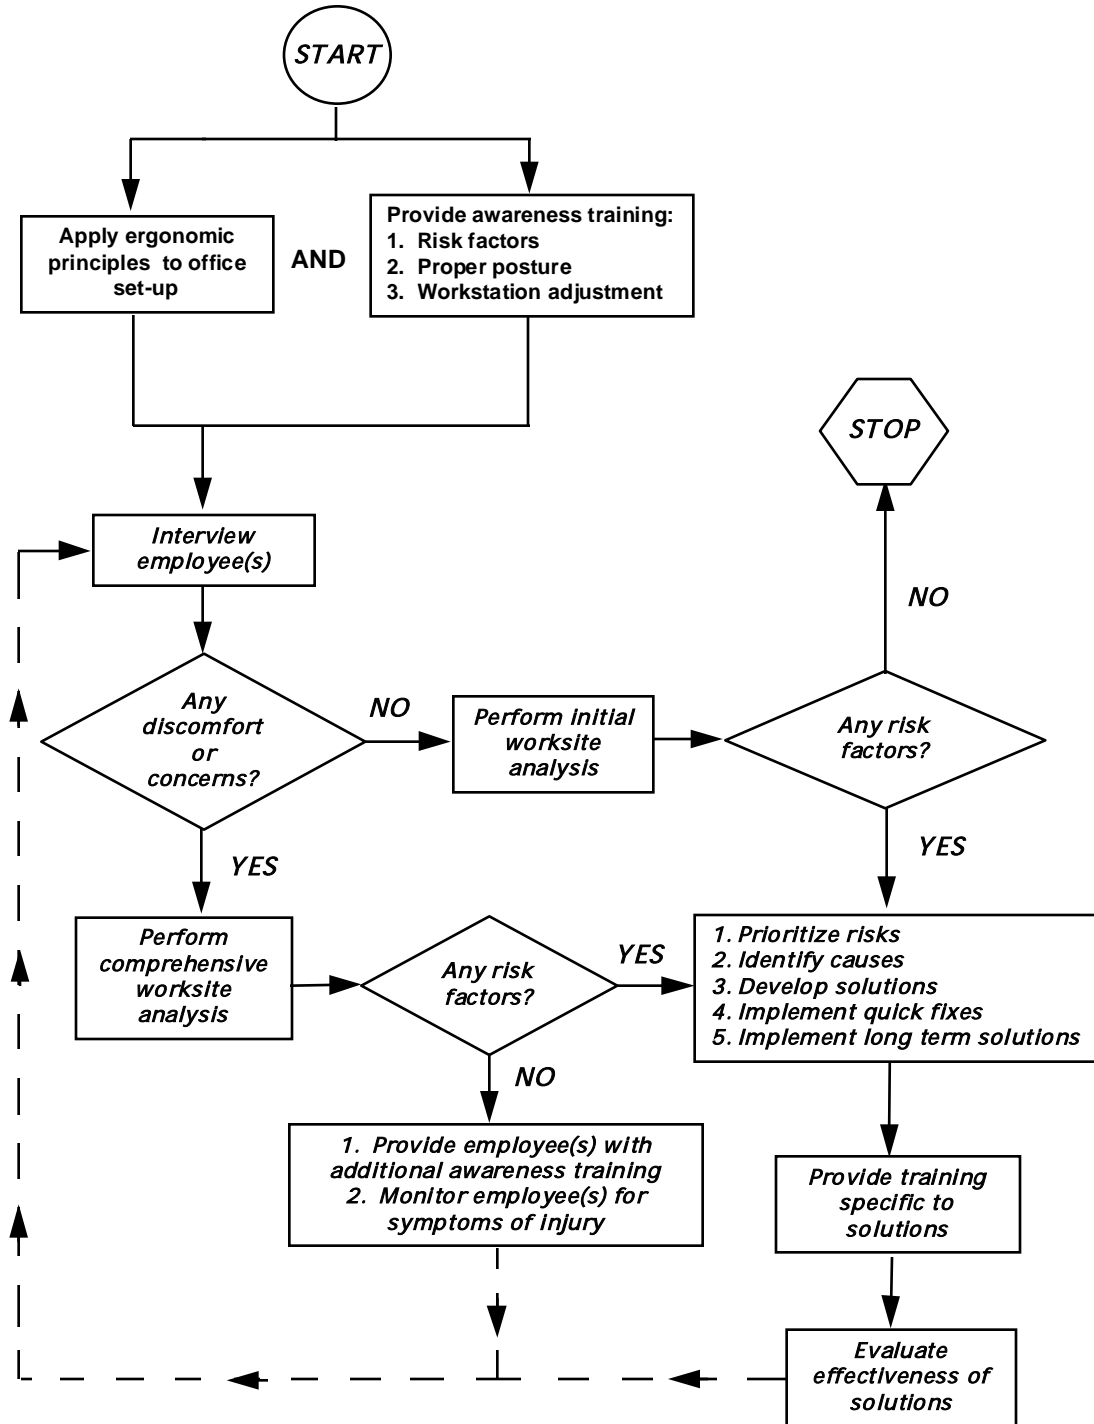 START
Apply ergonomic
principles to office
set-up
AND
Provide awareness training:
1. Risk factors
2. Proper posture
3. Workstation adjustment
STOP
Interview
employee(s)
NO
Any
discomfort
or
concerns?
NO
Perform initial
worksite
analysis
Any risk
factors?
YES
YES
Perform
comprehensive
worksite
analysis
Any risk
factors?
YES
1. Prioritize risks
2. Identify causes
3. Develop solutions
4. Implement quick fixes
5. Implement long term solutions
NO
1. Provide employee(s) with
additional awareness training
2. Monitor employee(s) for
symptoms of injury
Provide training
specific to
solutions
Evaluate
effectiveness of
solutions